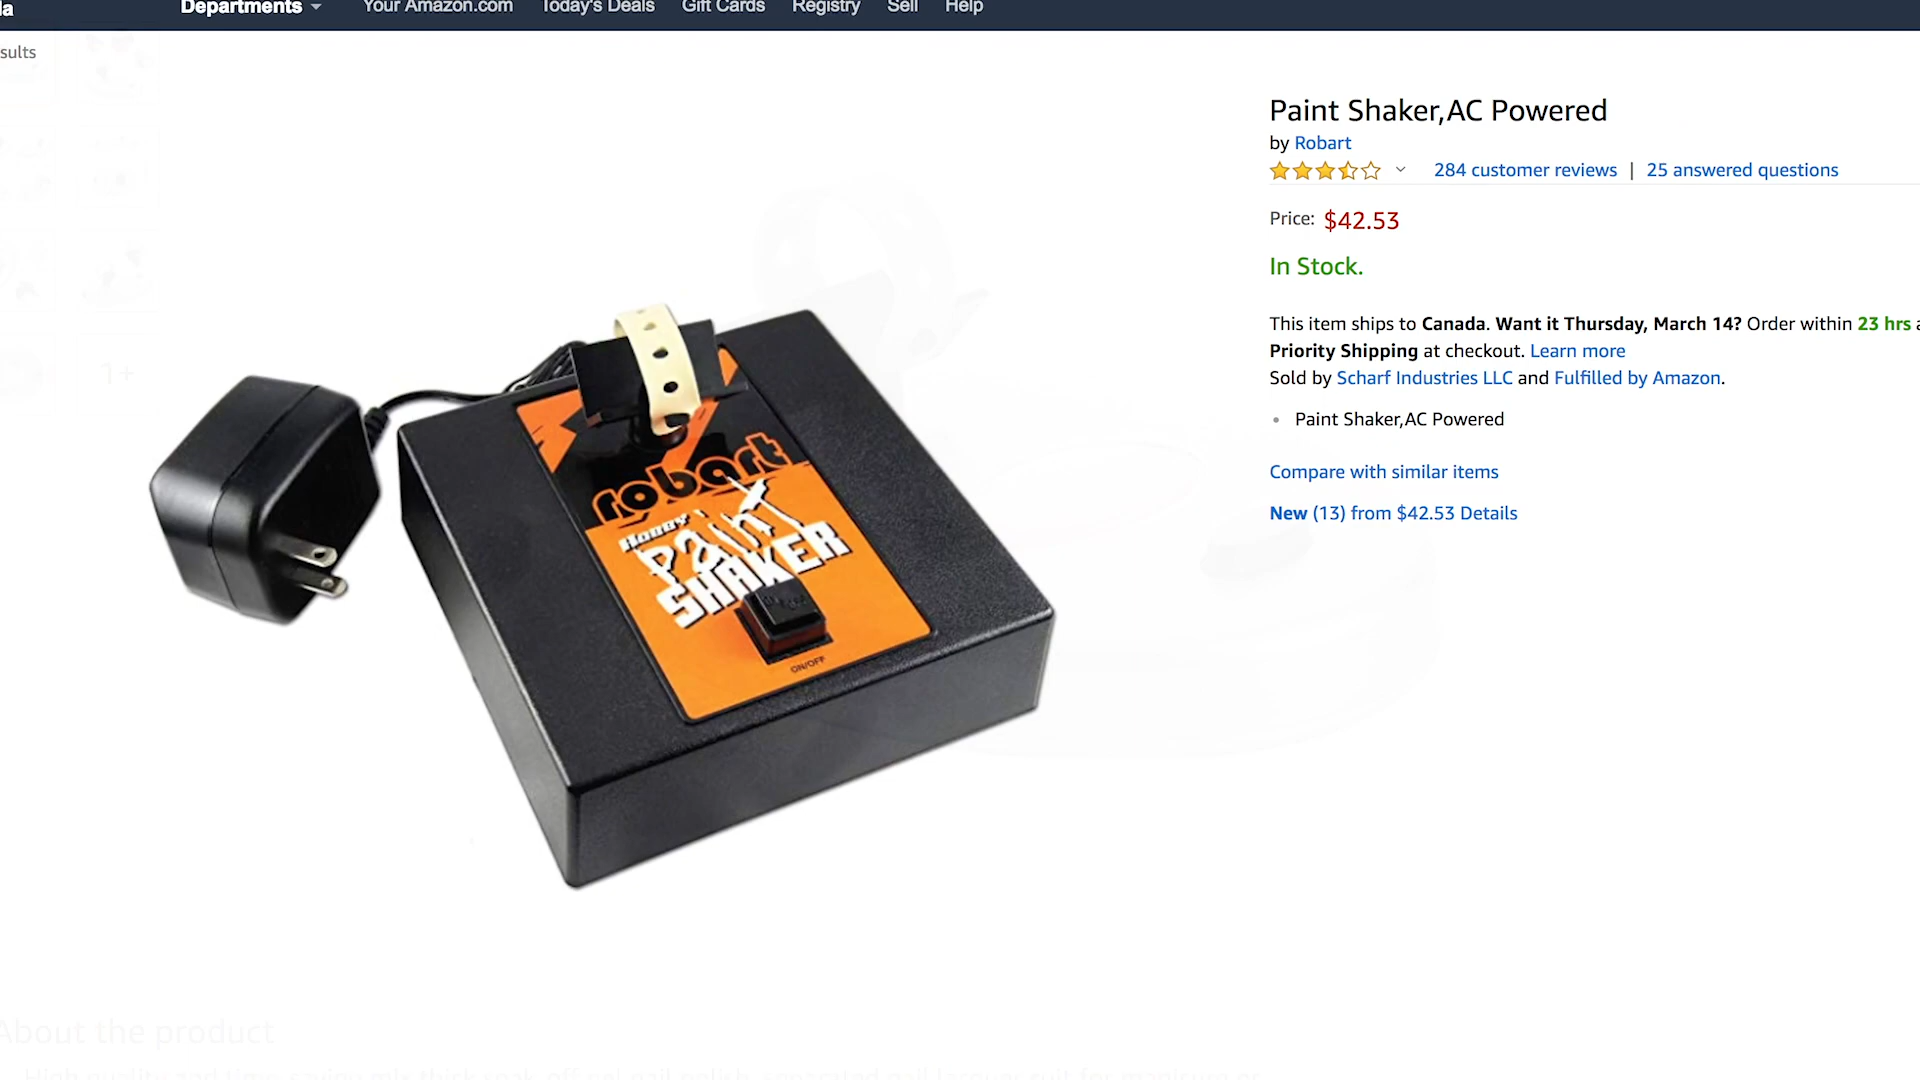 la
Departments
Your Amazon.com
Today's Deals
Gift Cards
Registry
Sell
Help
sults
Paint Shaker,AC Powered
by Robart
284 customer reviews | 25 answered questions
Price: $42.53
In Stock.
This item ships to Canada. Want it Thursday, March 14? Order within 23 hrs a
Priority Shipping at checkout. Learn more
Sold by Scharf Industries LLC and Fulfilled by Amazon.
Paint Shaker,AC Powered
Compare with similar items
New (13) from $42.53 Details
1+
robart
HOBBY
Paint
SHAKER
ON/OFF
About the product